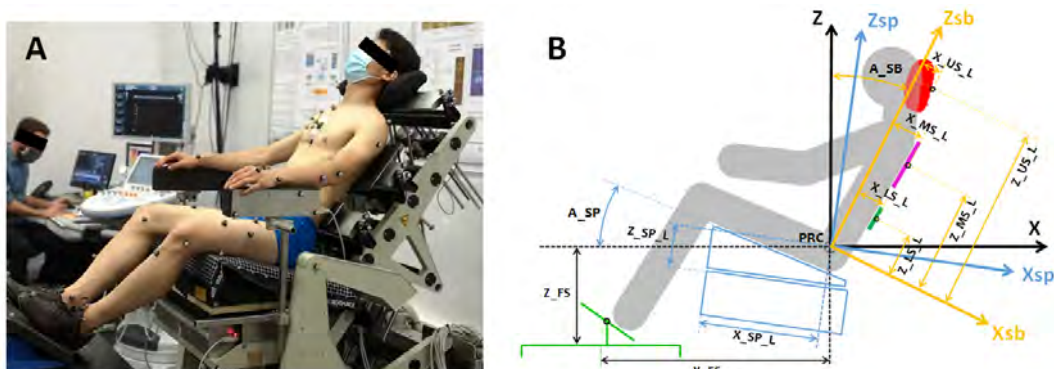 A
B
Z
Zsp
Zsb
A_SB
X_US_L
X_MS_L
X_LS_L
Z_US_L
Z_MS_L
Z_LS_L
A_SP
Z_SP_L
PRC
X
Xsp
Xsb
Z_FS
X_SP_L